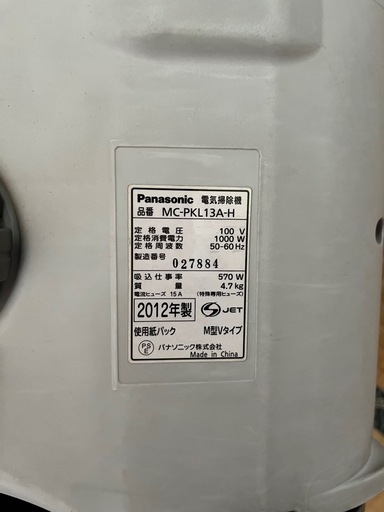 Panasonic 電気掃除機
品番 MC-PKL13A-H
定格電圧 100 V
定格消費電力 1000 W
定格周波数 50-60 Hz
製造番号 027884
吸込仕事率 570 W
質量 4.7 kg
電流ヒューズ 15 A (特殊専用ヒューズ)
2012年製 S JET
使用紙パック M型Vタイプ
PS E パナソニック株式会社
Made in China